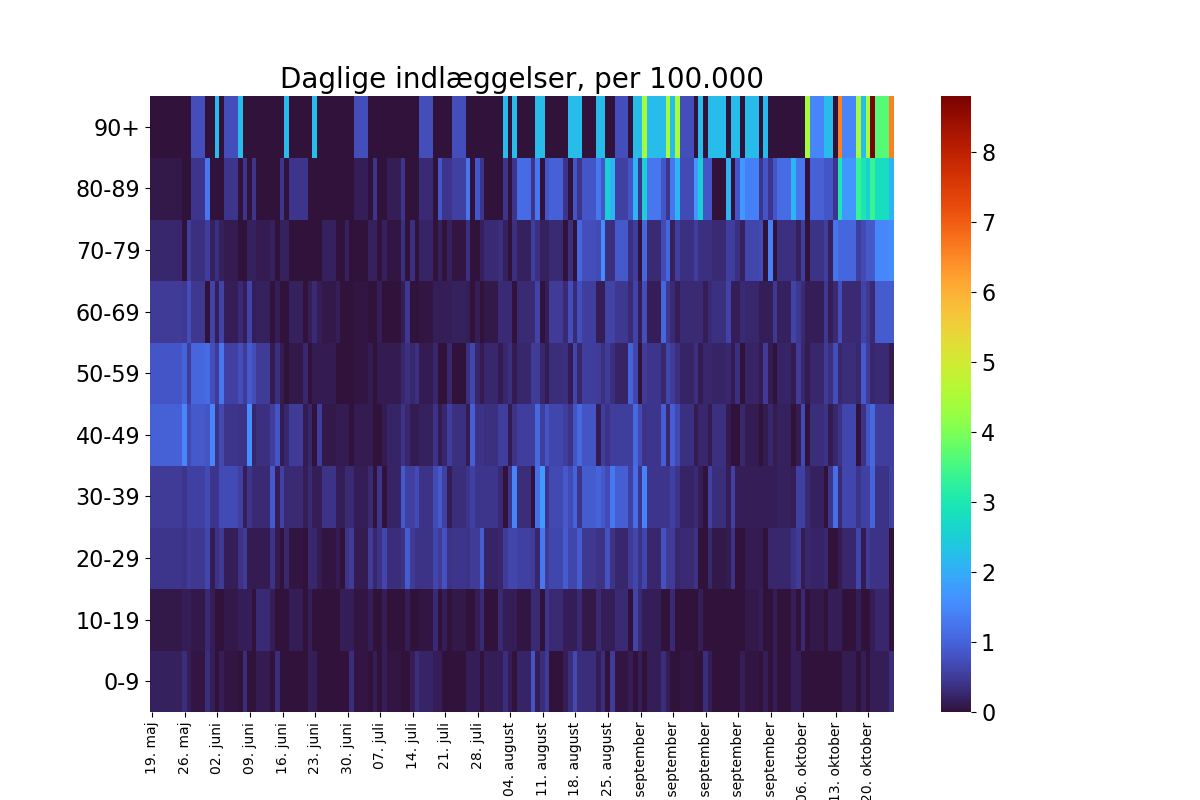 Daglige indlæggelser, per 100.000
90+
80-89
70-79
60-69
50-59
40-49
30-39
20-29
10-19
0-9
19. maj
26. maj
02. juni
09. juni
16. juni
23. juni
30. juni
07. juli
14. juli
21. juli
28. juli
04. august
11. august
18. august
25. august
september
september
september
september
september
06. oktober
13. oktober
20. oktober
8
7
6
5
4
3
2
1
0